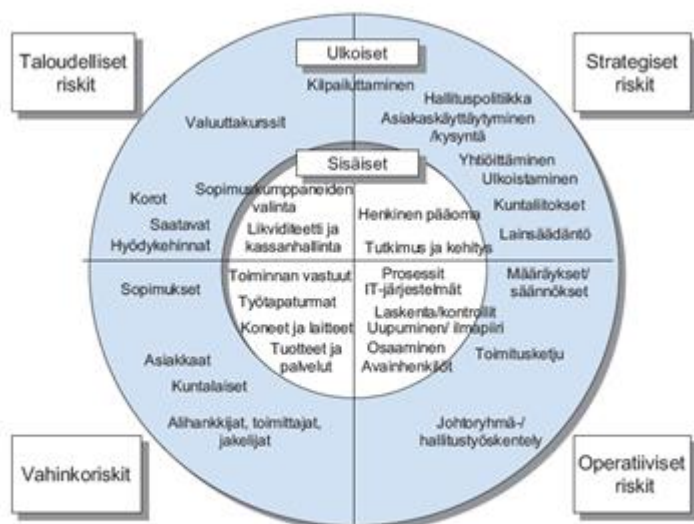 Taloudelliset
riskit
Ulkoiset
Strategiset
riskit
Kilpailuttaminen
Hallituspolitiikka
Valuuttakurssit
Asiakaskäyttäytyminen
/kysyntä
Sisäiset
Yhtiöittäminen
Ulkoistaminen
Korot
Sopimuskumppaneiden
valinta
Henkinen pääoma
Kuntaliitokset
Saatavat
Likviditeetti ja
kassanhallinta
Lainsäädäntö
Hyödykehinnat
Tutkimus ja kehitys
Sopimukset
Toiminnan vastuut
Prosessit
IT-järjestelmät
Määräykset/
säännökset
Työtapaturmat
Laskenta/kontrollit
Koneet ja laitteet
Uupuminen/ ilmapiiri
Tuotteet ja
palvelut
Osaaminen
Avainhenkilöt
Toimitusketju
Asiakkaat
Kuntalaiset
Alihankkijat, toimittajat,
jakelijat
Johtoryhmä-/
hallitustyöskentely
Vahinkoriskit
Operatiiviset
riskit